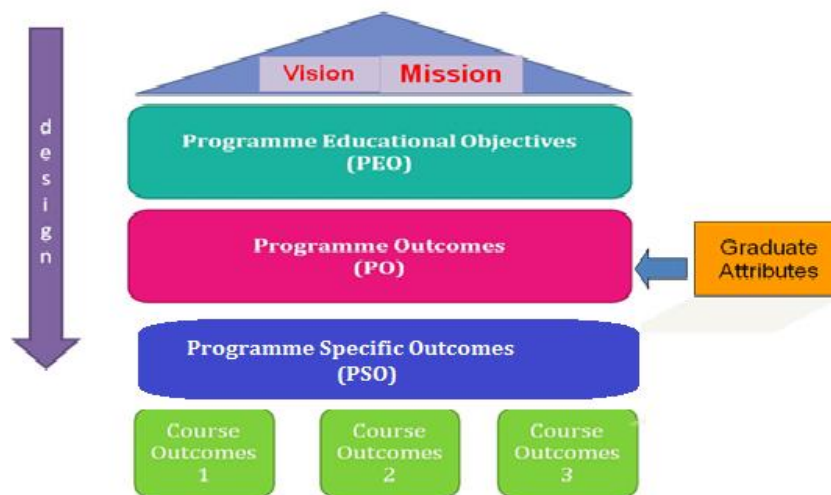 Vision Mission
design
Programme Educational Objectives
(PEO)
Programme Outcomes
(PO)
Graduate
Attributes
Programme Specific Outcomes
(PSO)
Course
Outcomes
1
Course
Outcomes
2
Course
Outcomes
3